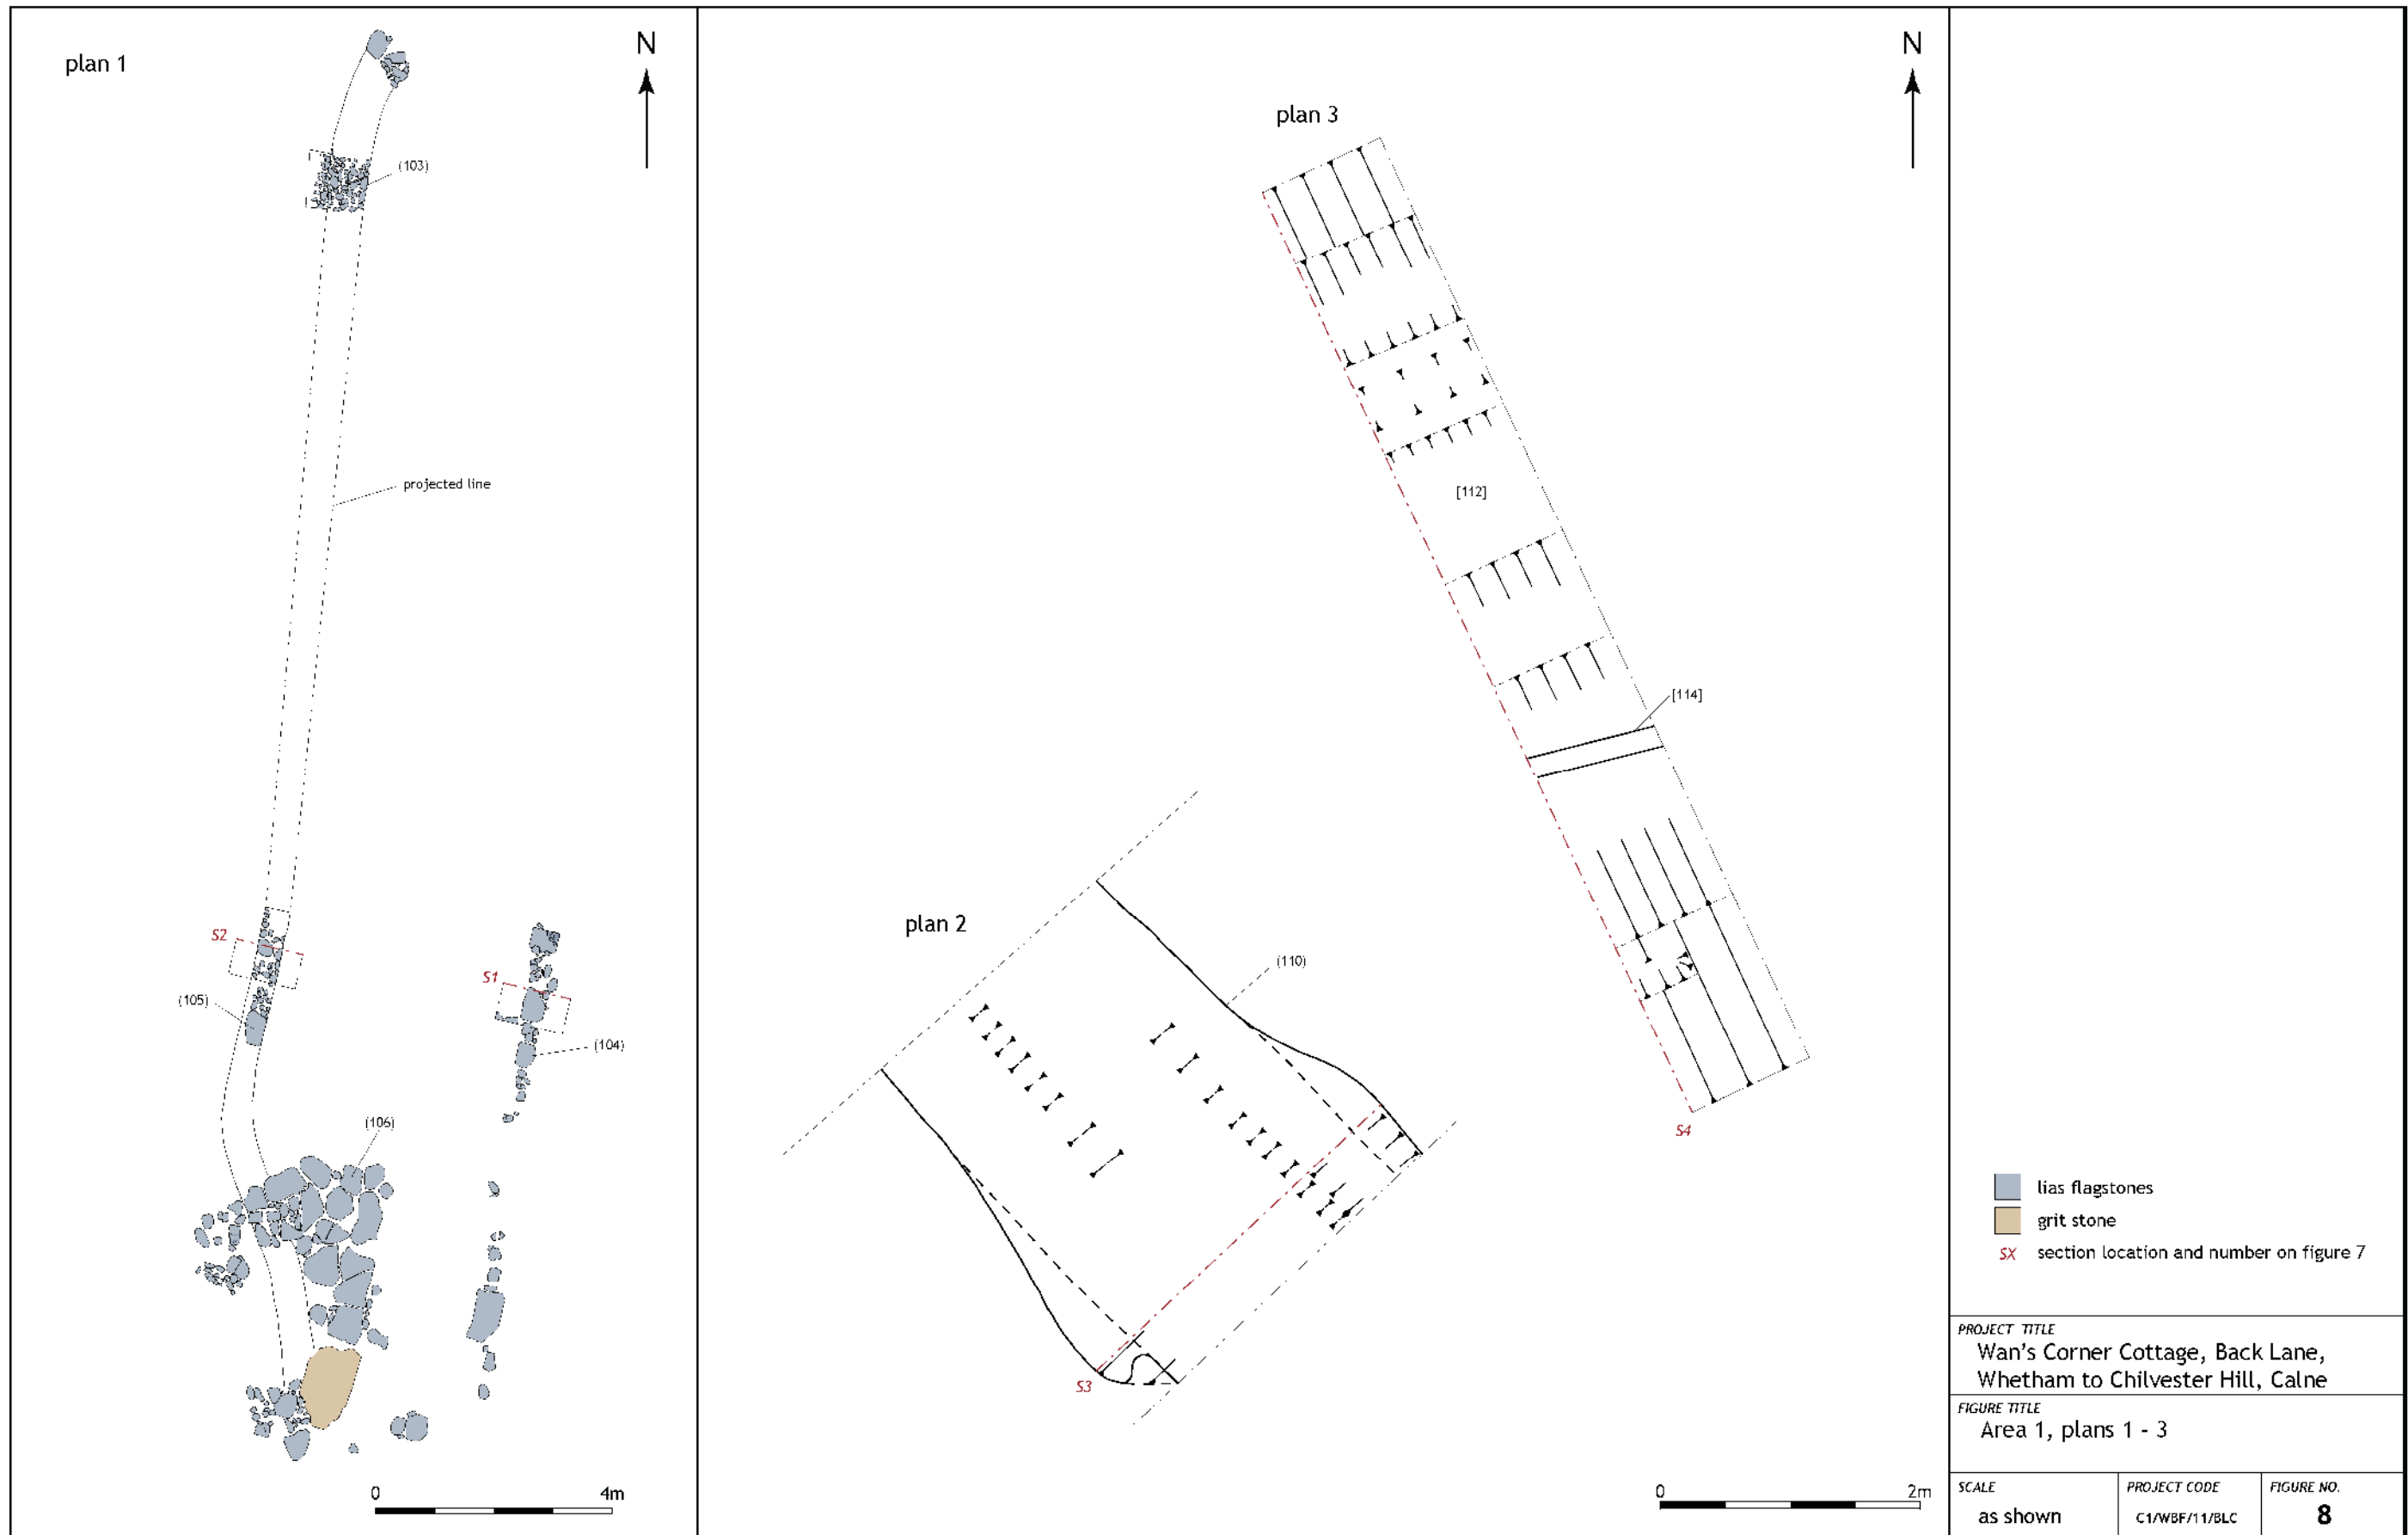 plan 1
N
(103)
projected line
S2
S1
(105)
(104)
(106)
0 4m
plan 3
N
[112]
[114]
S4
plan 2
(110)
S3
0 2m
lias flagstones
grit stone
SX section location and number on figure 7
PROJECT TITLE
Wan's Corner Cottage, Back Lane,
Whetham to Chilvester Hill, Calne
FIGURE TITLE
Area 1, plans 1 - 3
SCALE
as shown
PROJECT CODE
C1/WBF/11/BLC
FIGURE NO.
8